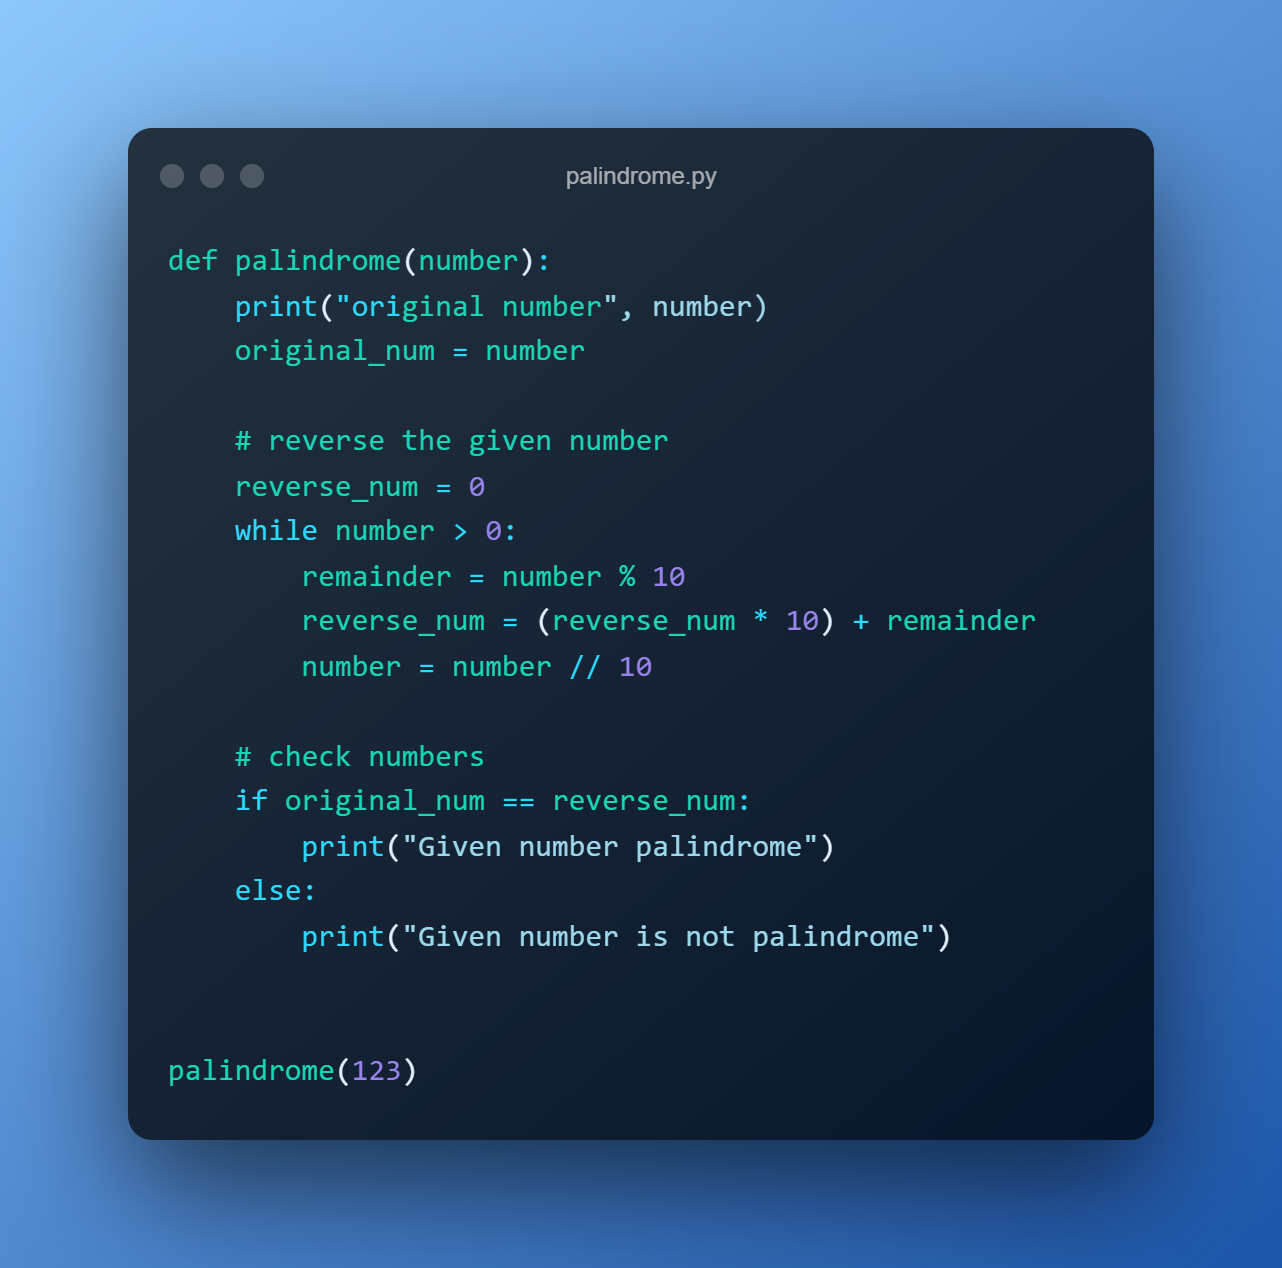 palindrome.py
def palindrome(number):
    print("original number", number)
    original_num = number
    # reverse the given number
    reverse_num = 0
    while number > 0:
        remainder = number % 10
        reverse_num = (reverse_num * 10) + remainder
        number = number // 10
    # check numbers
    if original_num == reverse_num:
        print("Given number palindrome")
    else:
        print("Given number is not palindrome")
palindrome(123)